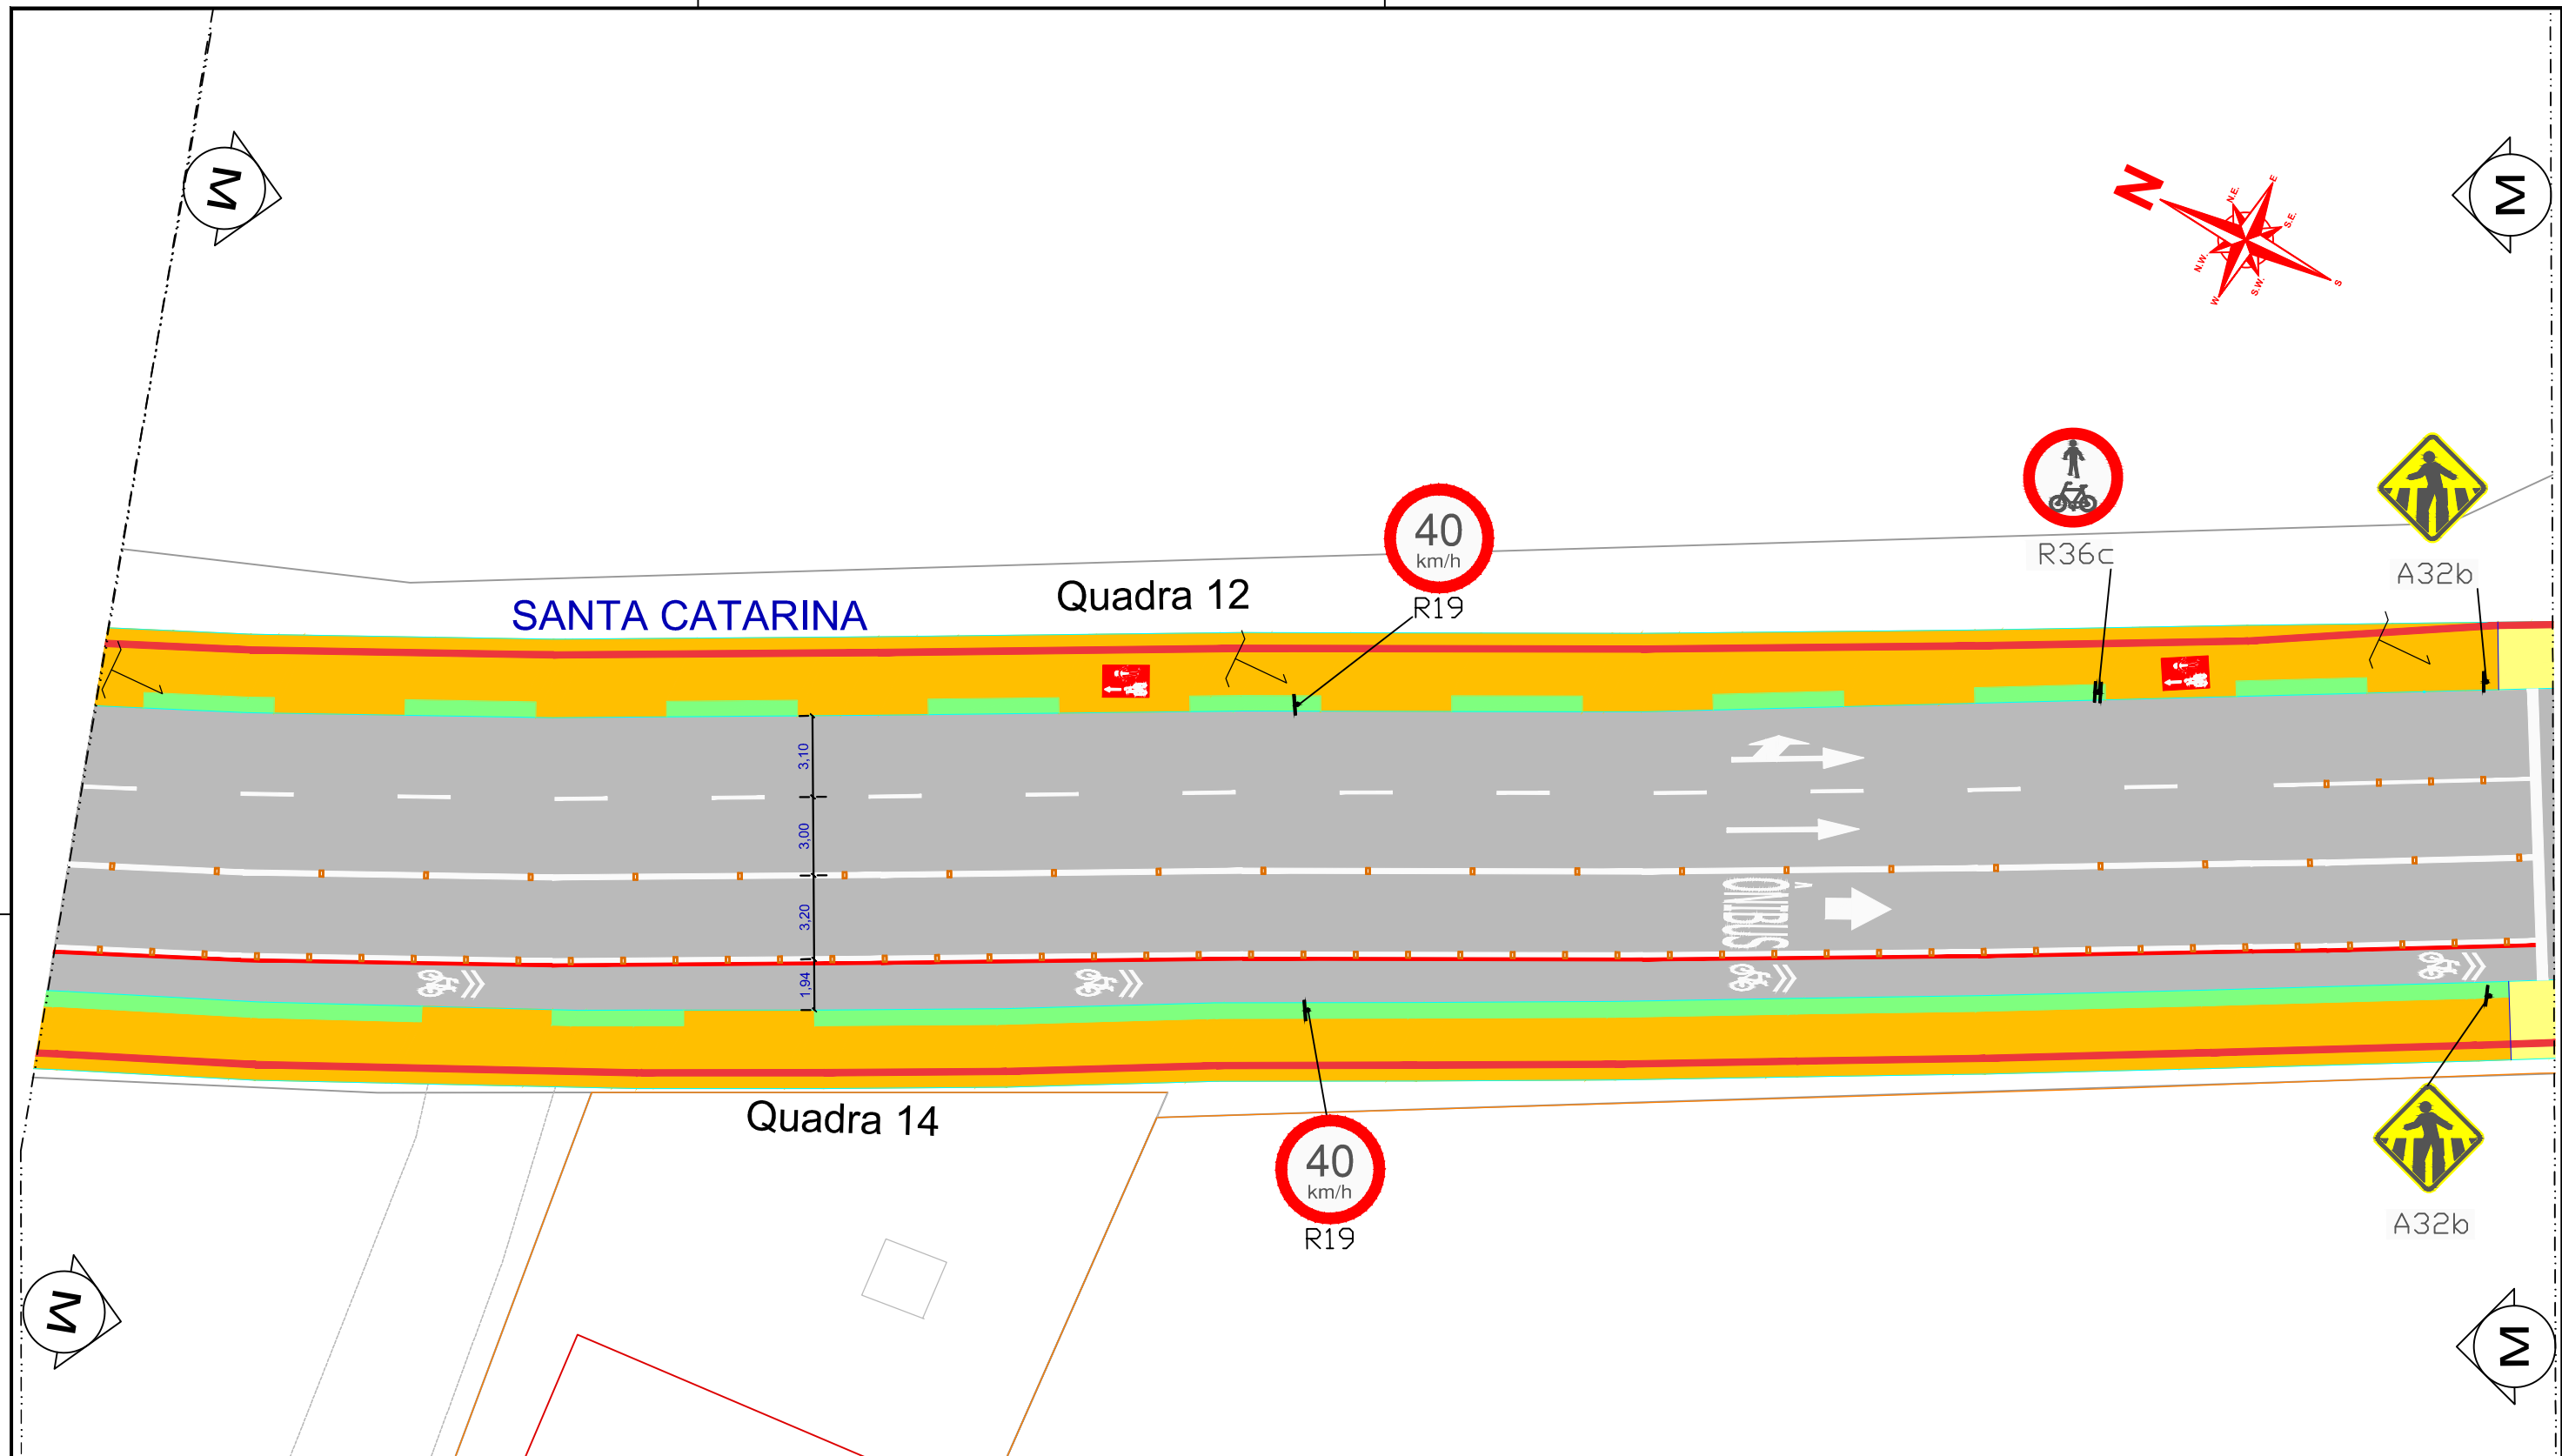 M
M
N
N.E.
E
S.E.
N.W.
S.W.
W
S
40
km/h
R19
R36c
A32b
Quadra 12
SANTA CATARINA
3,10
3,00
3,20
1,94
ÔNIBUS
Quadra 14
40
km/h
R19
A32b
M
M